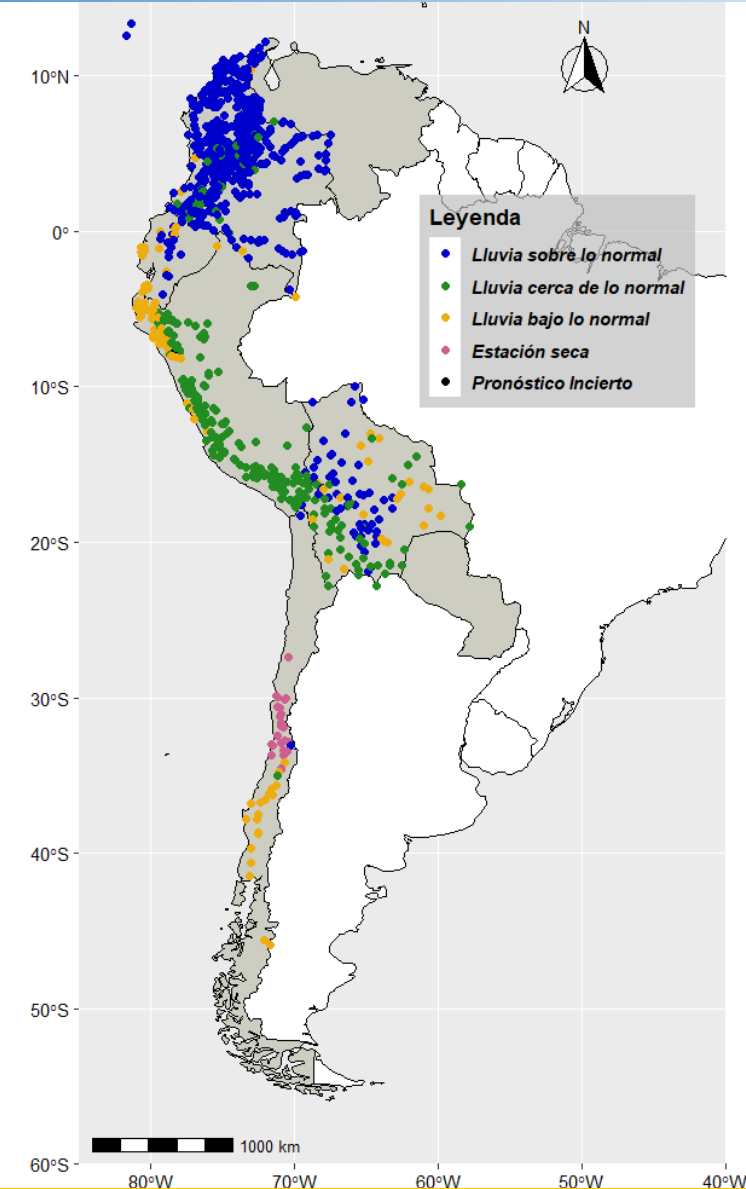 N
10°N
0°
10°S
20°S
30°S
40°S
50°S
60°S
Leyenda
Lluvia sobre lo normal
Lluvia cerca de lo normal
Lluvia bajo lo normal
Estación seca
Pronóstico Incierto
1000 km
80°W
70°W
60°W
50°W
40°W